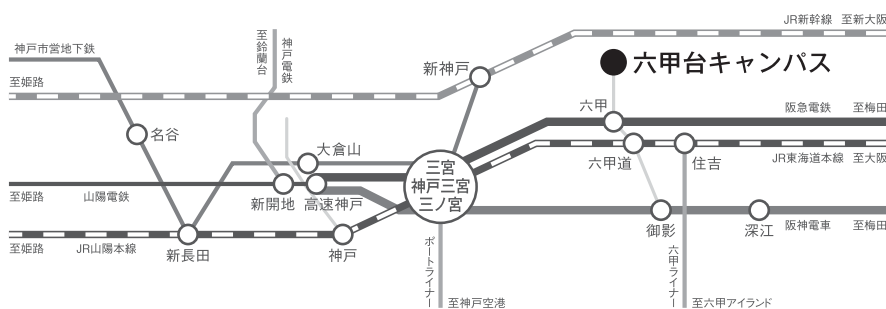 JR新幹線 至新大阪
神戸市営地下鉄
至鈴蘭台
神戸電鉄
六甲台キャンパス
新神戸
至姫路
六甲
阪急電鉄 至梅田
名谷
大倉山
三宮
神戸三宮
三ノ宮
六甲道
住吉
JR東海道本線 至大阪
至姫路
山陽電鉄
新開地
高速神戸
御影
深江
阪神電車 至梅田
至姫路
JR山陽本線
新長田
神戸
ポートライナー
至神戸空港
六甲ライナー
至六甲アイランド